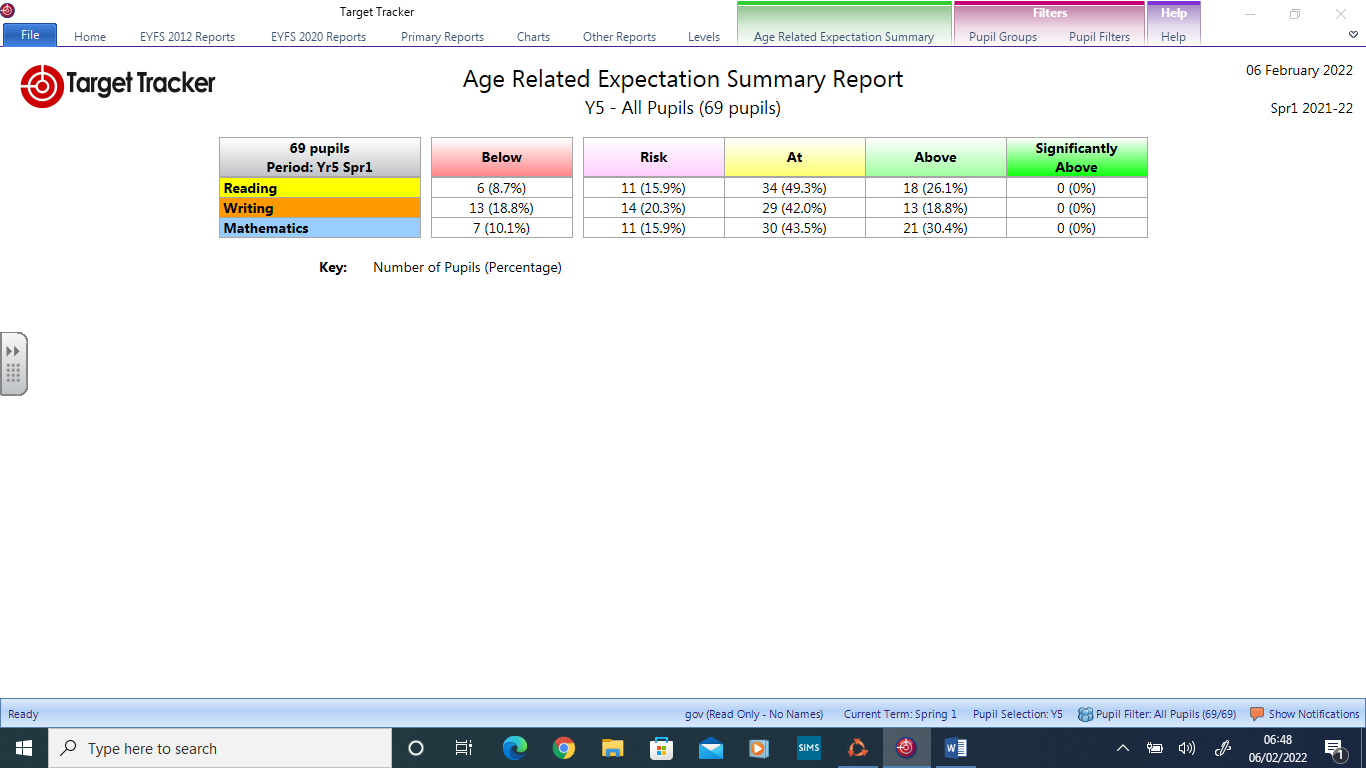 Target Tracker
Filters
Help
File
Home
EYFS 2012 Reports
EYFS 2020 Reports
Primary Reports
Charts
Other Reports
Levels
Age Related Expectation Summary
Pupil Groups
Pupil Filters
Help
Target Tracker
Age Related Expectation Summary Report
06 February 2022
Y5 - All Pupils (69 pupils)
Spr1 2021-22
69 pupils
Period: Yr5 Spr1
Below
Risk
At
Above
Significantly
Above
Reading 6 (8.7%) 11 (15.9%) 34 (49.3%) 18 (26.1%) 0 (0%)
Writing 13 (18.8%) 14 (20.3%) 29 (42.0%) 13 (18.8%) 0 (0%)
Mathematics 7 (10.1%) 11 (15.9%) 30 (43.5%) 21 (30.4%) 0 (0%)
Key: Number of Pupils (Percentage)
Ready
gov (Read Only - No Names)
Current Term: Spring 1
Pupil Selection: Y5
Pupil Filter: All Pupils (69/69)
Show Notifications
Type here to search
SIMS
06:48
06/02/2022
1